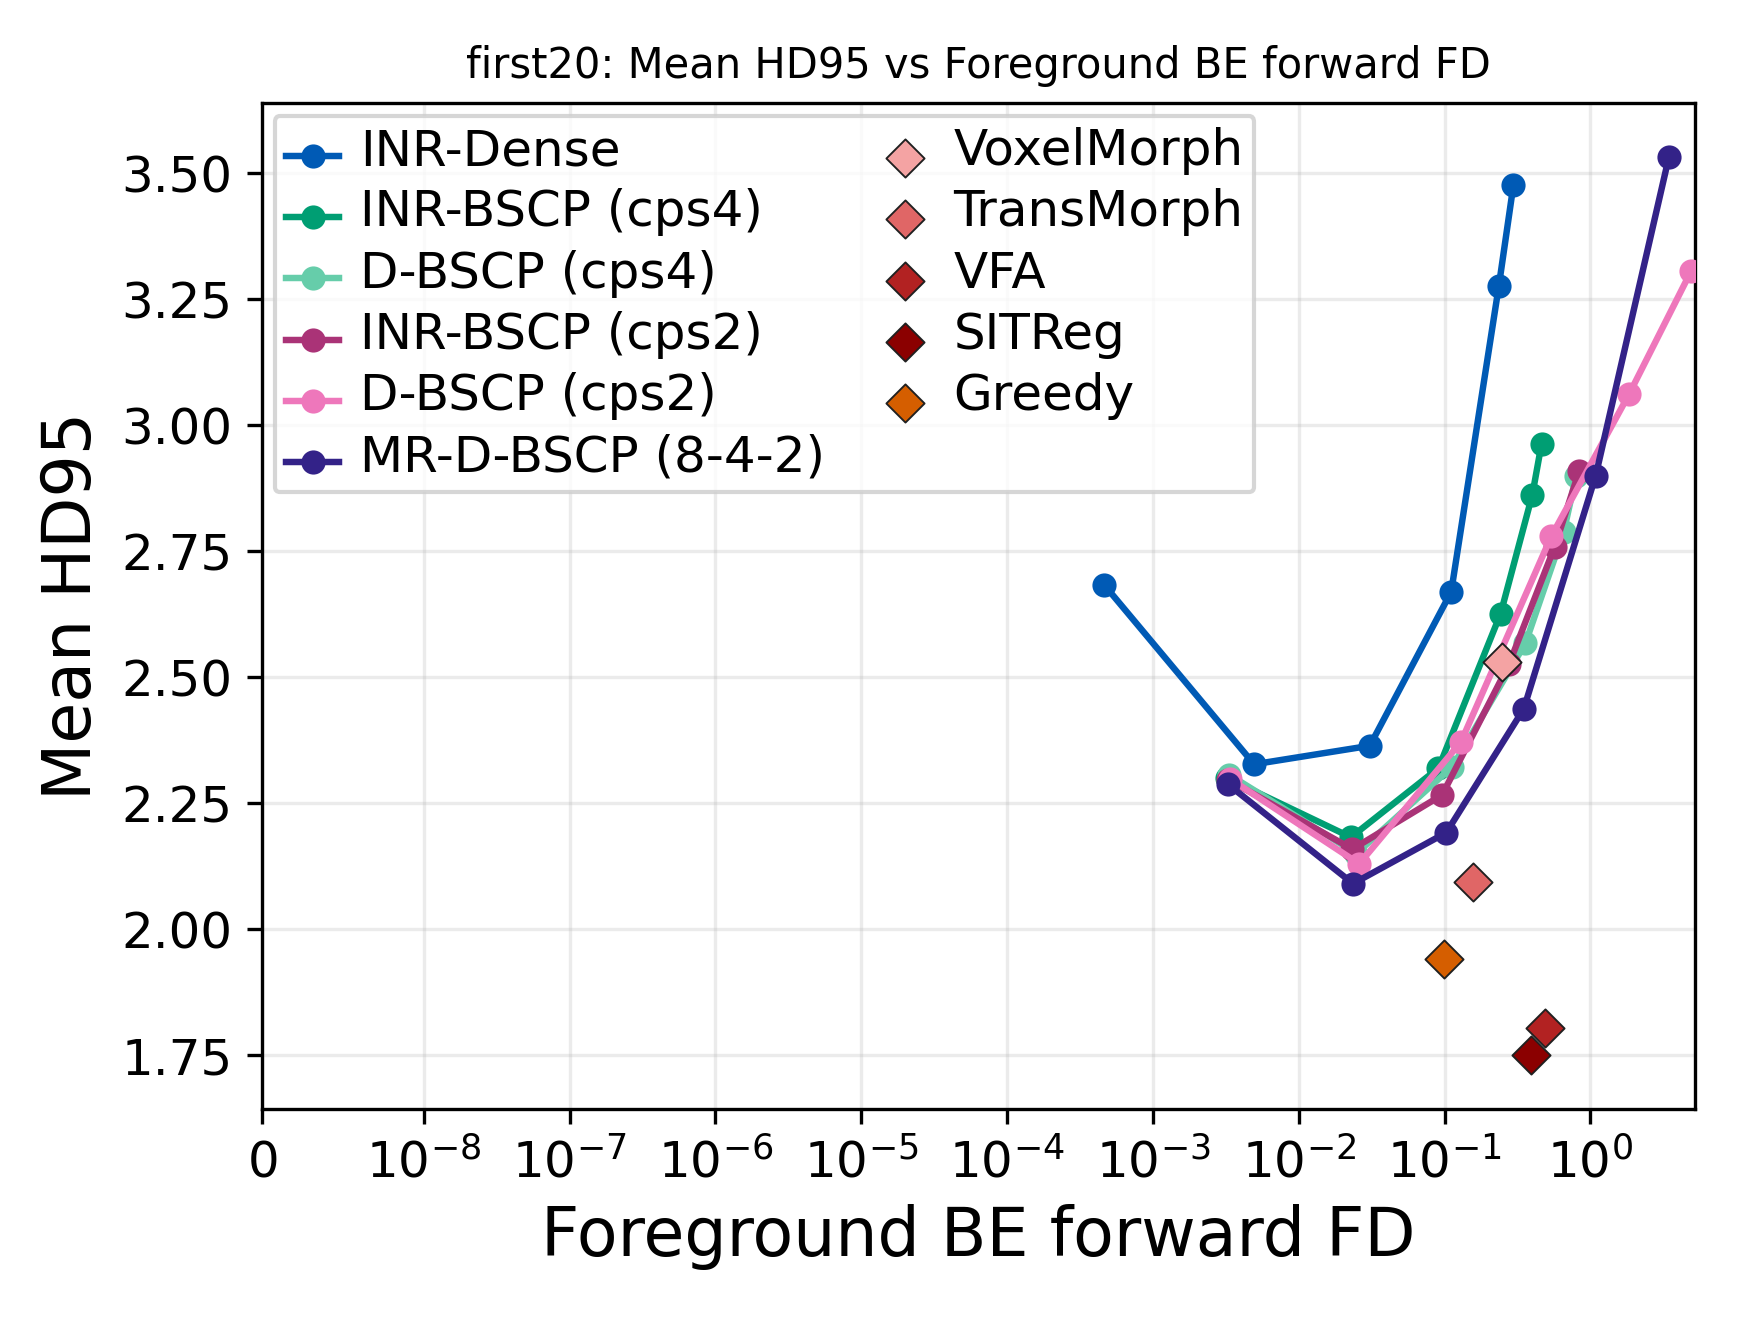 first20: Mean HD95 vs Foreground BE forward FD
INR-Dense
INR-BSCP (cps4)
D-BSCP (cps4)
INR-BSCP (cps2)
D-BSCP (cps2)
MR-D-BSCP (8-4-2)
VoxelMorph
TransMorph
VFA
SITReg
Greedy
Mean HD95
3.50
3.25
3.00
2.75
2.50
2.25
2.00
1.75
0 10⁻⁸ 10⁻⁷ 10⁻⁶ 10⁻⁵ 10⁻⁴ 10⁻³ 10⁻² 10⁻¹ 10⁰
Foreground BE forward FD